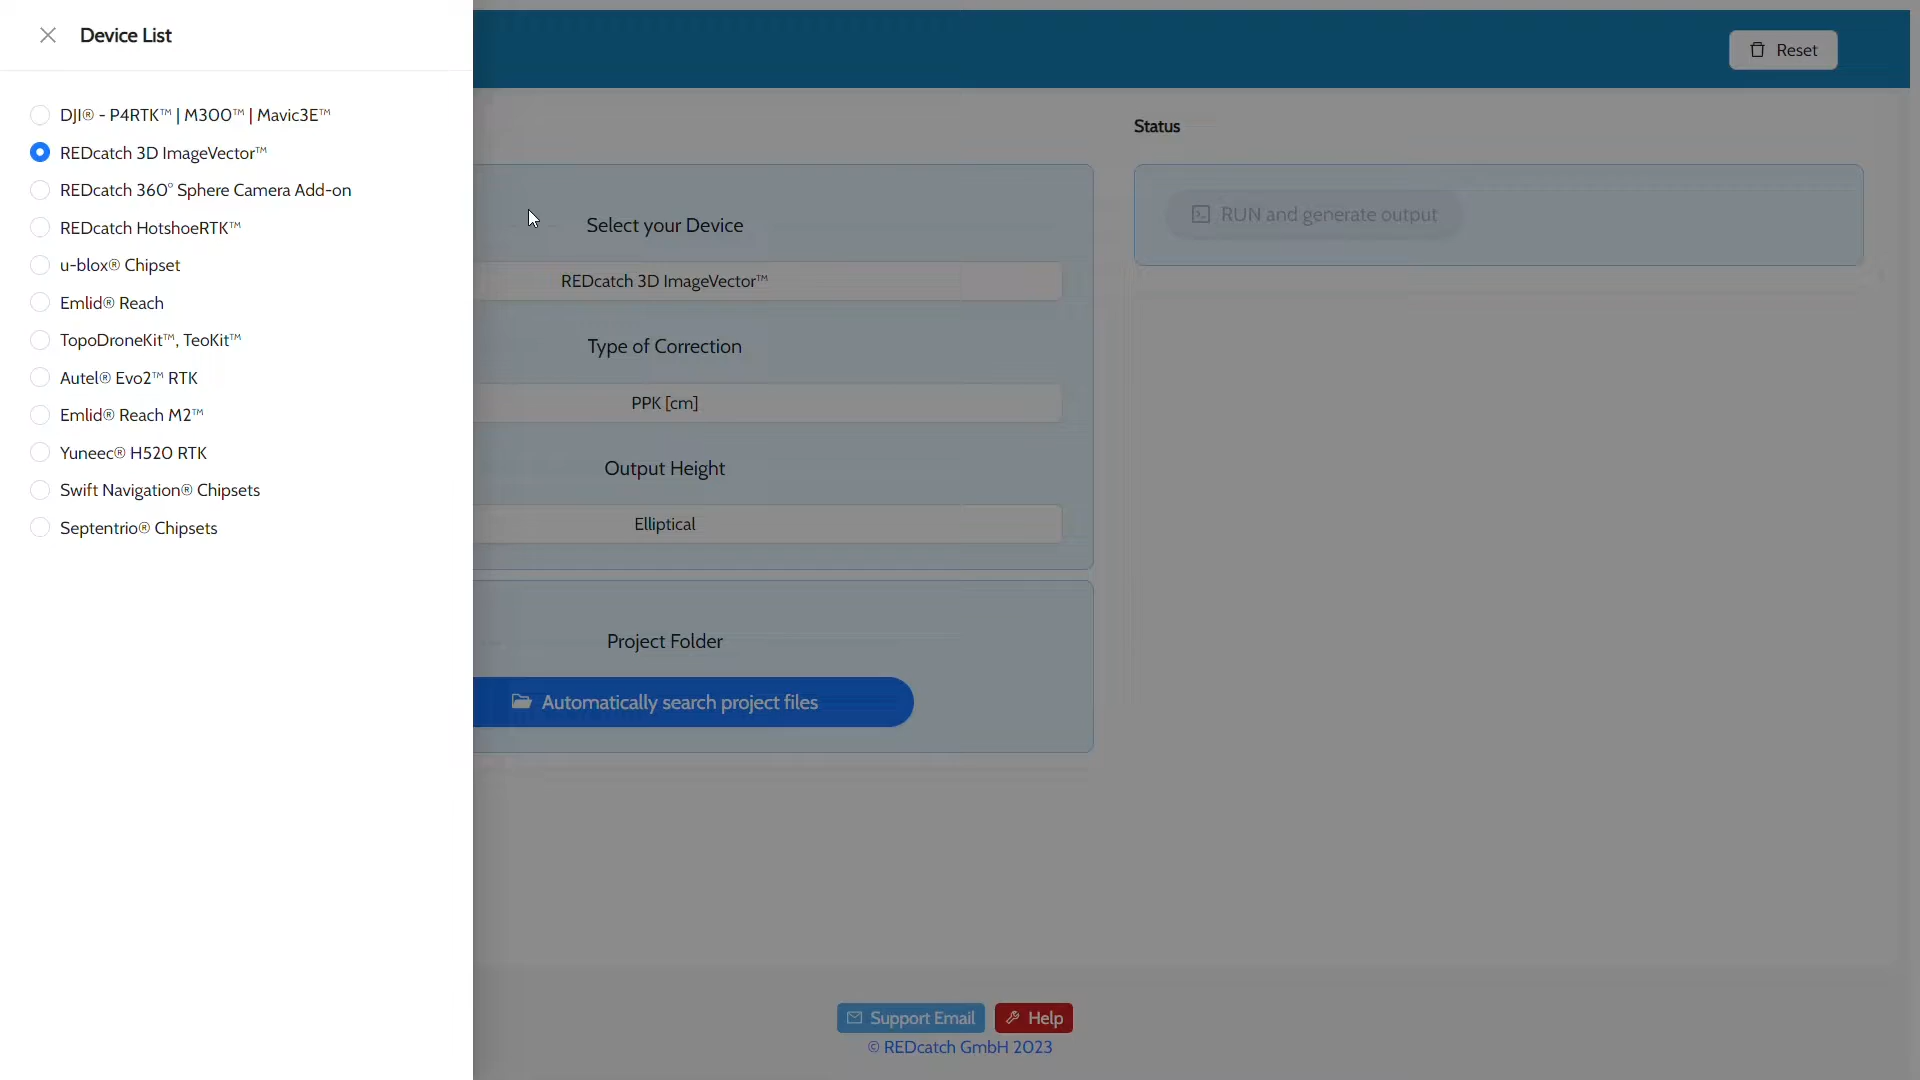 Device List
DJI® - P4RTK™ | M300™ | Mavic3E™
REDcatch 3D ImageVector™
REDcatch 360° Sphere Camera Add-on
REDcatch HotshoeRTK™
u-blox® Chipset
Emlid® Reach
TopoDroneKit™, TeoKit™
Autel® Evo2™ RTK
Emlid® Reach M2™
Yuneec® H520 RTK
Swift Navigation® Chipsets
Septentrio® Chipsets
Reset
Select your Device
REDcatch 3D ImageVector™
Type of Correction
PPK [cm]
Output Height
Elliptical
Project Folder
Automatically search project files
Status
RUN and generate output
Support Email
Help
© REDcatch GmbH 2023